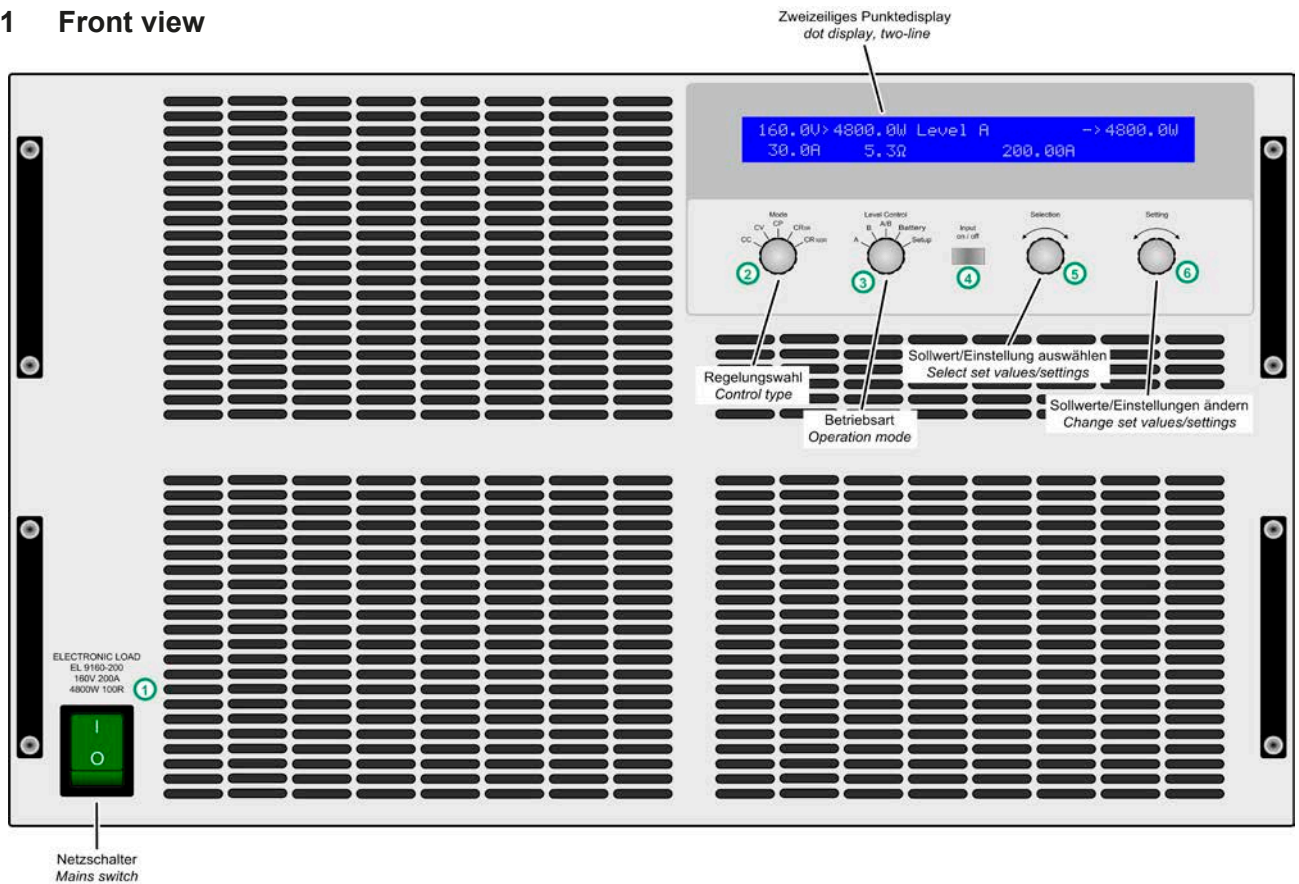 1 Front view
Zweizeiliges Punktedisplay
dot display, two-line
160.0V>4800.0W Level A ->4800.0W
30.0A 5.3Ω 200.00A
Mode
CC CV CP CR1/R CR10/R
Level Control
A B A/B Battery Setup
Input
on / off
Selection
Setting
2
3
4
5
6
Sollwert/Einstellung auswählen
Select set values/settings
Regelungswahl
Control type
Sollwerte/Einstellungen ändern
Change set values/settings
Betriebsart
Operation mode
ELECTRONIC LOAD
EL 9160-200
160V 200A
4800W 100R
1
I
O
Netzschalter
Mains switch